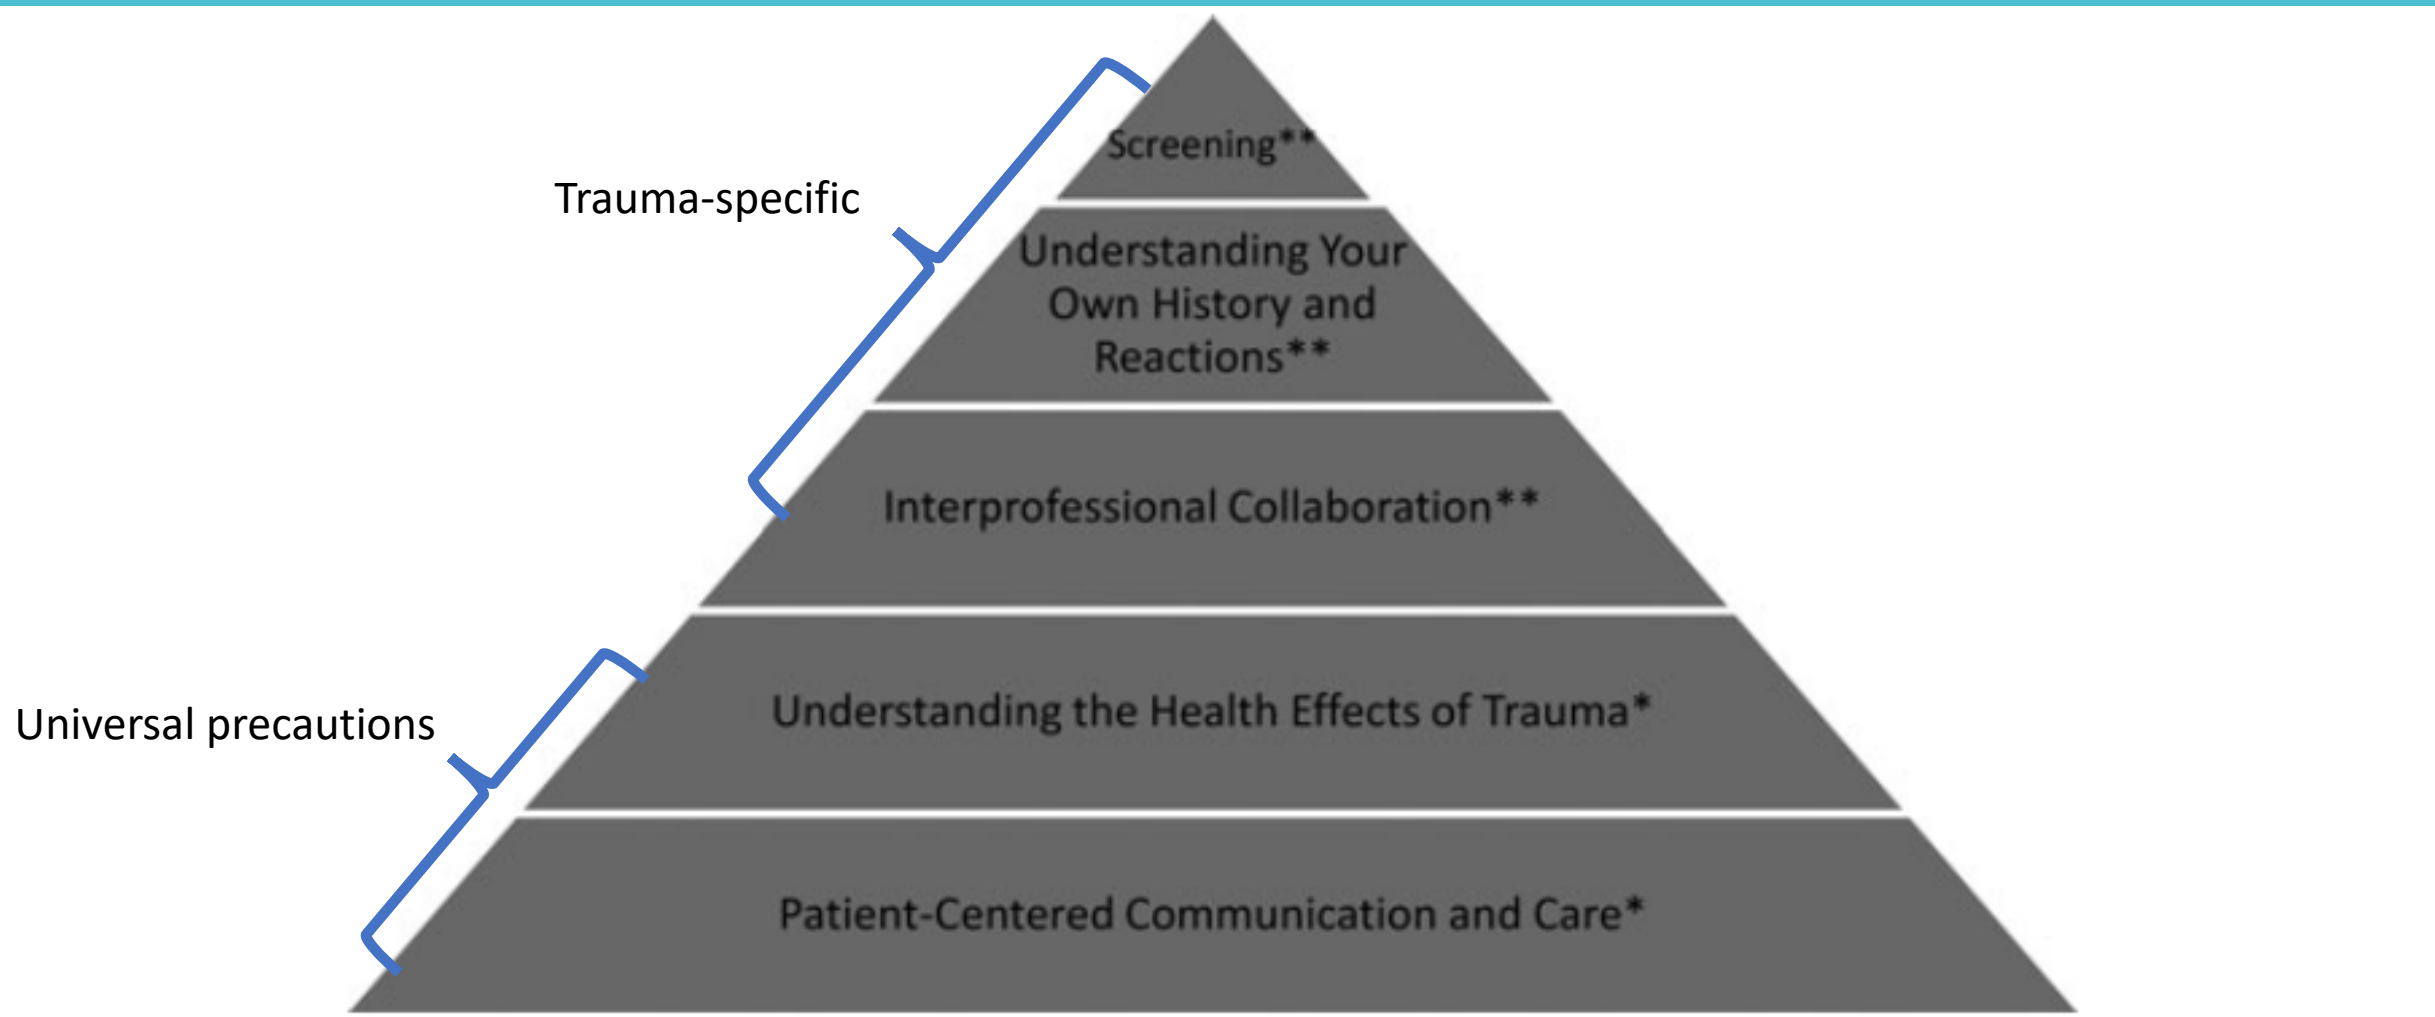 Screening**
Trauma-specific
Understanding Your
Own History and
Reactions**
Interprofessional Collaboration**
Understanding the Health Effects of Trauma*
Universal precautions
Patient-Centered Communication and Care*